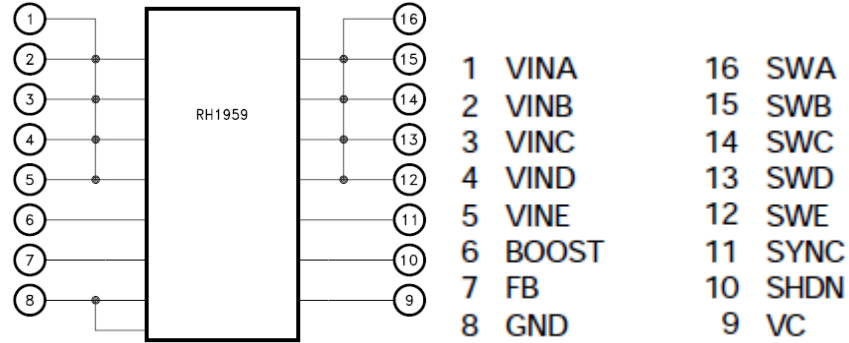 1 16
2 15
3 14
RH1959
4 13
5 12
6 11
7 10
8 9
1 VINA 16 SWA
2 VINB 15 SWB
3 VINC 14 SWC
4 VIND 13 SWD
5 VINE 12 SWE
6 BOOST 11 SYNC
7 FB 10 SHDN
8 GND 9 VC